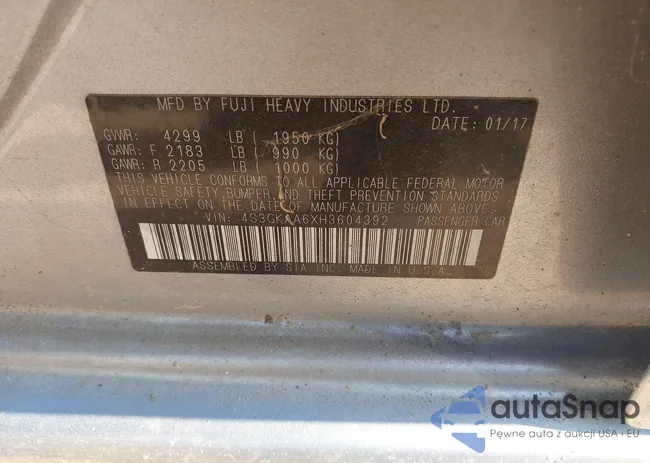 MFD BY FUJI HEAVY INDUSTRIES LTD.
DATE: 01/17
GVWR: 4299 LB ( 1950 KG)
GAWR: F 2183 LB ( 990 KG)
GAWR: R 2205 LB ( 1000 KG)
THIS VEHICLE CONFORMS TO ALL APPLICABLE FEDERAL MOTOR
VEHICLE SAFETY BUMPER AND THEFT PREVENTION STANDARDS
IN EFFECT ON THE DATE OF MANUFACTURE SHOWN ABOVE.
VIN: 4S3GKAA6XH3604392 PASSENGER CAR
ASSEMBLED BY SIA INC. MADE IN U.S.A.
autaSnap
Pewne auta z aukcji USA i EU